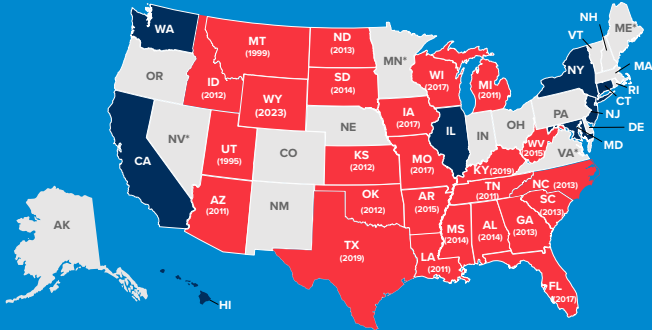 WA
MT
(1999)
ND
(2013)
MN*
NH
VT
ME*
OR
ID
(2012)
SD
(2014)
WI
(2017)
MI
(2011)
NY
MA
RI
CT
WY
(2023)
IA
(2017)
PA
NJ
NV*
NE
IL
IN
OH
DE
MD
CA
UT
(1995)
CO
KS
(2012)
MO
(2017)
WV
(2015)
VA*
KY(2019)
AZ
(2011)
NM
OK
(2012)
AR
(2015)
TN
(2011)
NC (2013)
SC
(2013)
AK
TX
(2019)
LA
(2011)
MS
(2014)
AL
(2014)
GA
(2013)
FL
(2017)
HI